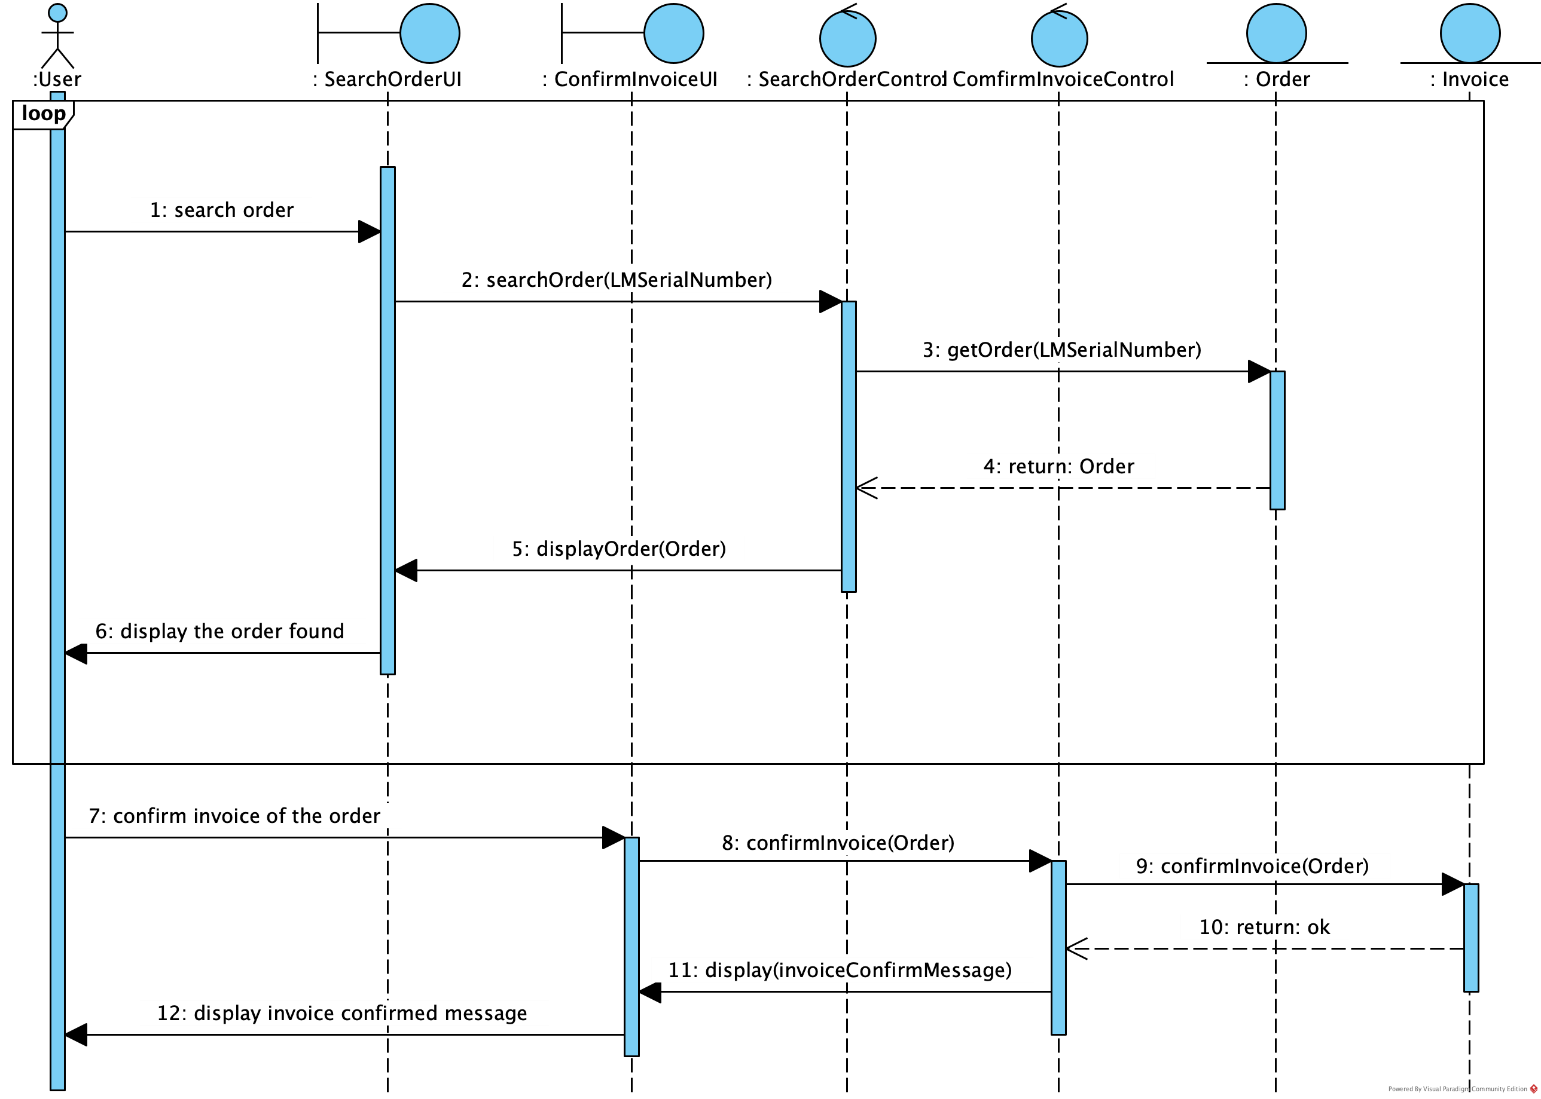 :User
: SearchOrderUI
: ConfirmInvoiceUI
: SearchOrderControl
: ComfirmInvoiceControl
: Order
: Invoice
loop
1: search order
2: searchOrder(LMSerialNumber)
3: getOrder(LMSerialNumber)
4: return: Order
5: displayOrder(Order)
6: display the order found
7: confirm invoice of the order
8: confirmInvoice(Order)
9: confirmInvoice(Order)
10: return: ok
11: display(invoiceConfirmMessage)
12: display invoice confirmed message
Powered By Visual Paradigm Community Edition